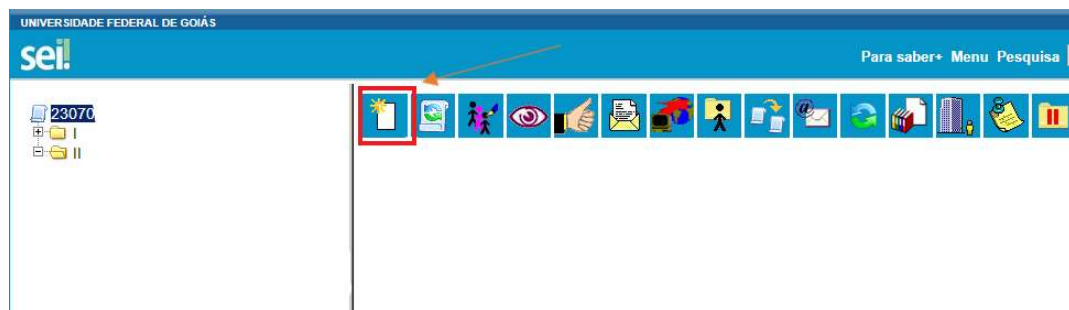 UNIVERSIDADE FEDERAL DE GOIÁS
sei!
Para saber+ Menu Pesquisa
23070
I
II